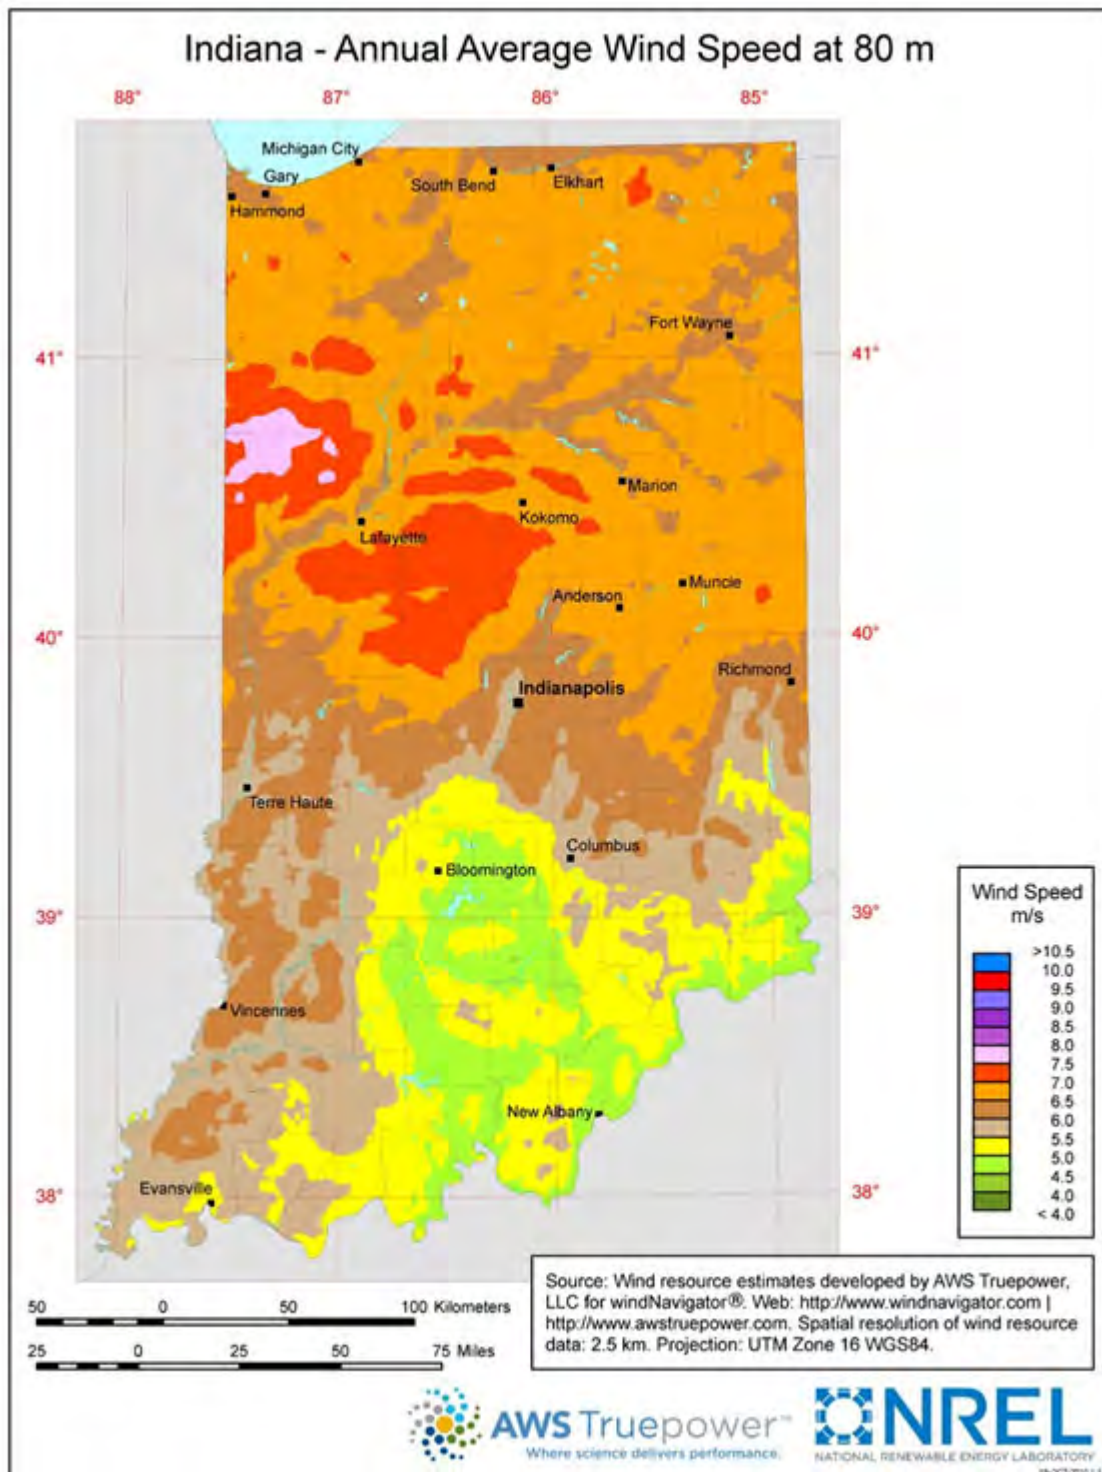 Indiana - Annual Average Wind Speed at 80 m
88°
87°
86°
85°
Michigan City
Gary
Hammond
South Bend
Elkhart
Fort Wayne
41°
41°
Marion
Kokomo
Lafayette
Muncie
Anderson
40°
40°
Richmond
Indianapolis
Terre Haute
Columbus
Bloomington
39°
39°
Vincennes
New Albany
38°
38°
Evansville
Wind Speed
m/s
>10.5
10.0
9.5
9.0
8.5
8.0
7.5
7.0
6.5
6.0
5.5
5.0
4.5
4.0
< 4.0
Source: Wind resource estimates developed by AWS Truepower,
LLC for windNavigator®. Web: http://www.windnavigator.com |
http://www.awstruepower.com. Spatial resolution of wind resource
data: 2.5 km. Projection: UTM Zone 16 WGS84.
50 0 50 100 Kilometers
25 0 25 50 75 Miles
AWS Truepower™
Where science delivers performance.
NREL
NATIONAL RENEWABLE ENERGY LABORATORY